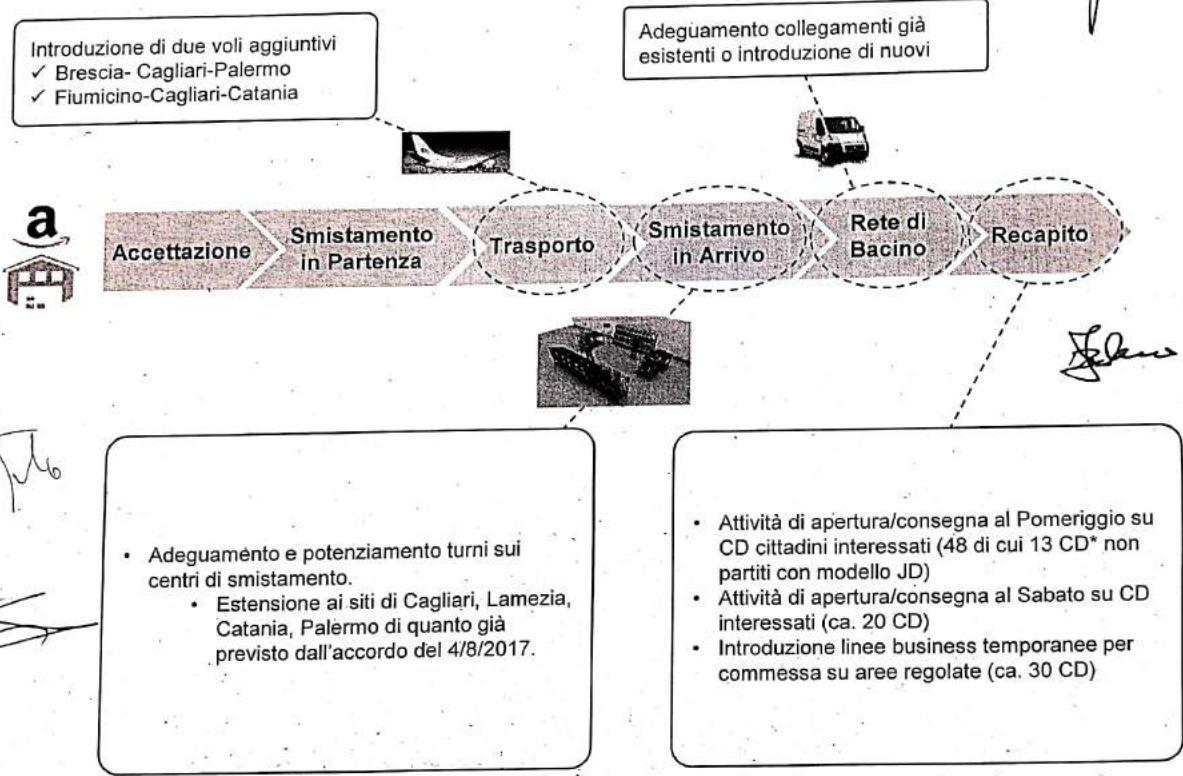 Introduzione di due voli aggiuntivi
✓ Brescia- Cagliari-Palermo
✓ Fiumicino-Cagliari-Catania
Adeguamento collegamenti già
esistenti o introduzione di nuovi
a
Accettazione
Smistamento
in Partenza
Trasporto
Smistamento
in Arrivo
Rete di
Bacino
Recapito
• Adeguamento e potenziamento turni sui
centri di smistamento.
• Estensione ai siti di Cagliari, Lamezia,
Catania, Palermo di quanto già
previsto dall'accordo del 4/8/2017.
• Attività di apertura/consegna al Pomeriggio su
CD cittadini interessati (48 di cui 13 CD* non
partiti con modello JD)
• Attività di apertura/consegna al Sabato su CD
interessati (ca. 20 CD)
• Introduzione linee business temporanee per
commessa su aree regolate (ca. 30 CD)